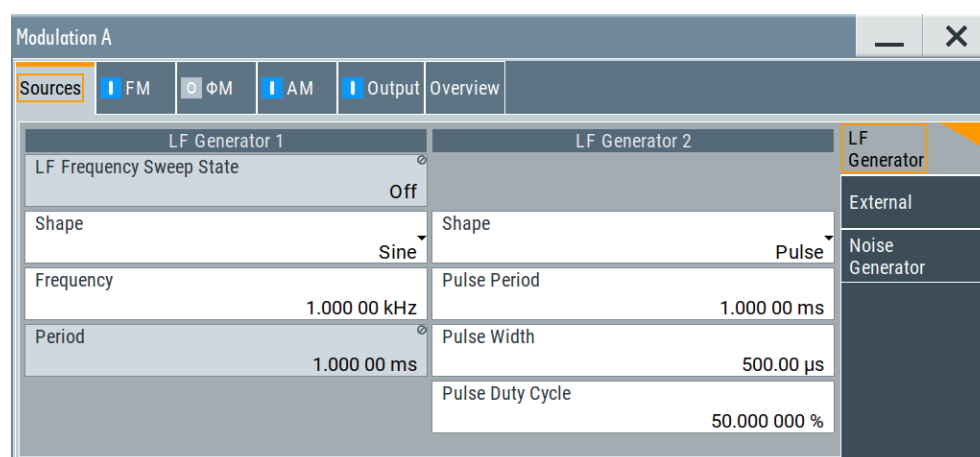 Modulation A
Sources
I FM
O ΦM
I AM
I Output
Overview
LF Generator 1
LF Frequency Sweep State
Off
Shape
Sine
Frequency
1.000 00 kHz
Period
1.000 00 ms
LF Generator 2
Shape
Pulse
Pulse Period
1.000 00 ms
Pulse Width
500.00 µs
Pulse Duty Cycle
50.000 000 %
LF
Generator
External
Noise
Generator